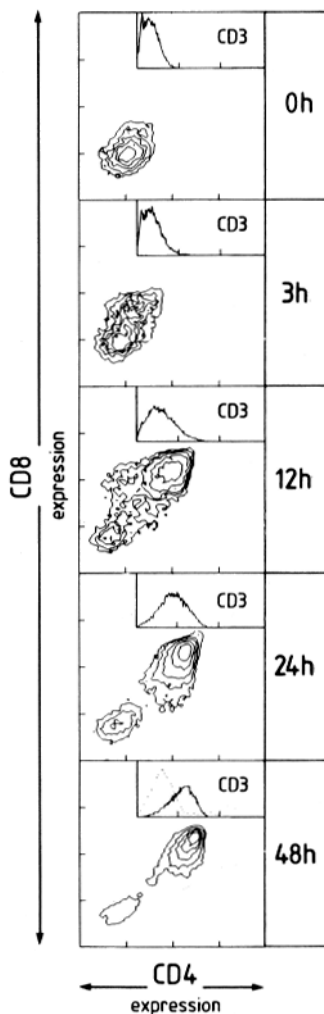 CD3
0h
CD3
3h
CD3
12h
CD3
24h
CD3
48h
CD8
expression
CD4
expression